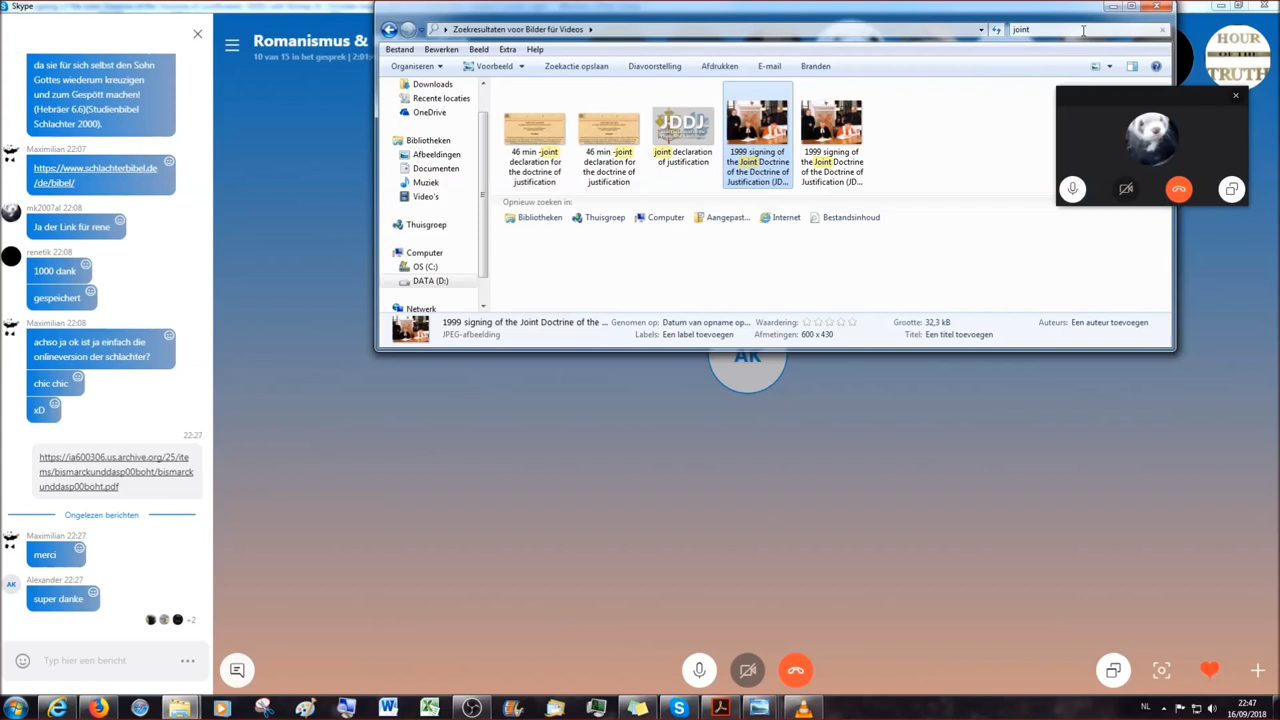 Skype
Zoekresultaten voor Bilder für Videos
joint
Bestand Bewerken Beeld Extra Help
Organiseren Voorbeeld Zoekactie opslaan Diavoorstelling Afdrukken E-mail Branden
Romanismus &
10 van 15 in het gesprek | 2:01:
HOUR
OF THE
TRUTH
Downloads
Recente locaties
OneDrive
Bibliotheken
Afbeeldingen
Documenten
Muziek
Video's
Thuisgroep
Computer
OS (C:)
DATA (D:)
Netwerk
46 min -joint
declaration for
the doctrine of
justification
46 min -joint
declaration for
the doctrine of
justification
JDDJ
joint declaration
of justification
1999 signing of
the Joint Doctrine
of the Doctrine of
Justification (JD...
1999 signing of
the Joint Doctrine
of the Doctrine of
Justification (JD...
Opnieuw zoeken in:
Bibliotheken Thuisgroep Computer Aangepast... Internet Bestandsinhoud
1999 signing of the Joint Doctrine of the ... Genomen op: Datum van opname op... Waardering: Grootte: 32,3 kB Auteurs: Een auteur toevoegen
JPEG-afbeelding Labels: Een label toevoegen Afmetingen: 600 x 430 Titel: Een titel toevoegen
AK
da sie für sich selbst den Sohn
Gottes wiederum kreuzigen
und zum Gespött machen!
(Hebräer 6.6)(Studienbibel
Schlachter 2000).
Maximilian 22:07
https://www.schlachterbibel.de
/de/bibel/
mk2007al 22:08
Ja der Link für rene
renetik 22:08
1000 dank
gespeichert
Maximilian 22:08
achso ja ok ist ja einfach die
onlineversion der schlachter?
chic chic
xD
22:27
https://ia600306.us.archive.org/25/ite
ms/bismarckunddasp00boht/bismarck
unddasp00boht.pdf
Ongelezen berichten
Maximilian 22:27
merci
Alexander 22:27
AK
super danke
+2
Typ hier een bericht
NL
22:47
16/09/2018